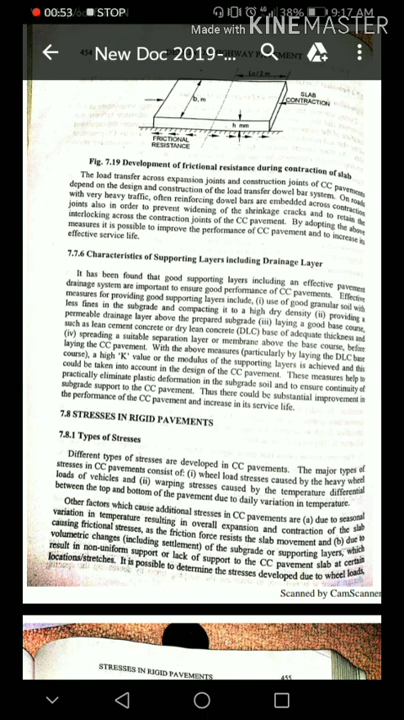 00:53 STOP 38% 9:17 AM
Made with KINEMASTER
454 HIGHWAY PAVEMENT
New Doc 2019-...
SLAB
CONTRACTION
b, m
h mm
FRICTIONAL
RESISTANCE
Fig. 7.19 Development of frictional resistance during contraction of slab
The load transfer across expansion joints and construction joints of CC pavements
depend on the design and construction of the load transfer dowel bar system. On roads
with very heavy traffic, often reinforcing dowel bars are embedded across contraction
joints also in order to prevent widening of the shrinkage cracks and to retain the
interlocking across the contraction joints of the CC pavement. By adopting the above
measures it is possible to improve the performance of CC pavement and to increase its
effective service life.
7.7.6 Characteristics of Supporting Layers including Drainage Layer
It has been found that good supporting layers including an effective pavement
drainage system are important to ensure good performance of CC pavements. Effective
measures for providing good supporting layers include, (i) use of good granular soil with
less fines in the subgrade and compacting it to a high dry density (ii) providing a
permeable drainage layer above the prepared subgrade (iii) laying a good base course,
such as lean cement concrete or dry lean concrete (DLC) base of adequate thickness and
(iv) spreading a suitable separation layer or membrane above the base course, before
laying the CC pavement. With the above measures (particularly by laying the DLC base
course), a high 'K' value or the modulus of the supporting layers is achieved and this
could be taken into account in the design of the CC pavement. These measures help to
practically eliminate plastic deformation in the subgrade soil and to ensure continuity of
subgrade support to the CC pavement. Thus there could be substantial improvement in
the performance of the CC pavement and increase in its service life.
7.8 STRESSES IN RIGID PAVEMENTS
7.8.1 Types of Stresses
Different types of stresses are developed in CC pavements. The major types of
stresses in CC pavements consist of: (i) wheel load stresses caused by the heavy wheel
loads of vehicles and (ii) warping stresses caused by the temperature differential
between the top and bottom of the pavement due to daily variation in temperature.
Other factors which cause additional stresses in CC pavements are (a) due to seasonal
variation in temperature resulting in overall expansion and contraction of the slab
causing frictional stresses, as the friction force resists the slab movement and (b) due to
volumetric changes (including settlement) of the subgrade or supporting layers, which
result in non-uniform support or lack of support to the CC pavement slab at certain
locations/stretches. It is possible to determine the stresses developed due to wheel loads,
Scanned by CamScanner
STRESSES IN RIGID PAVEMENTS 455